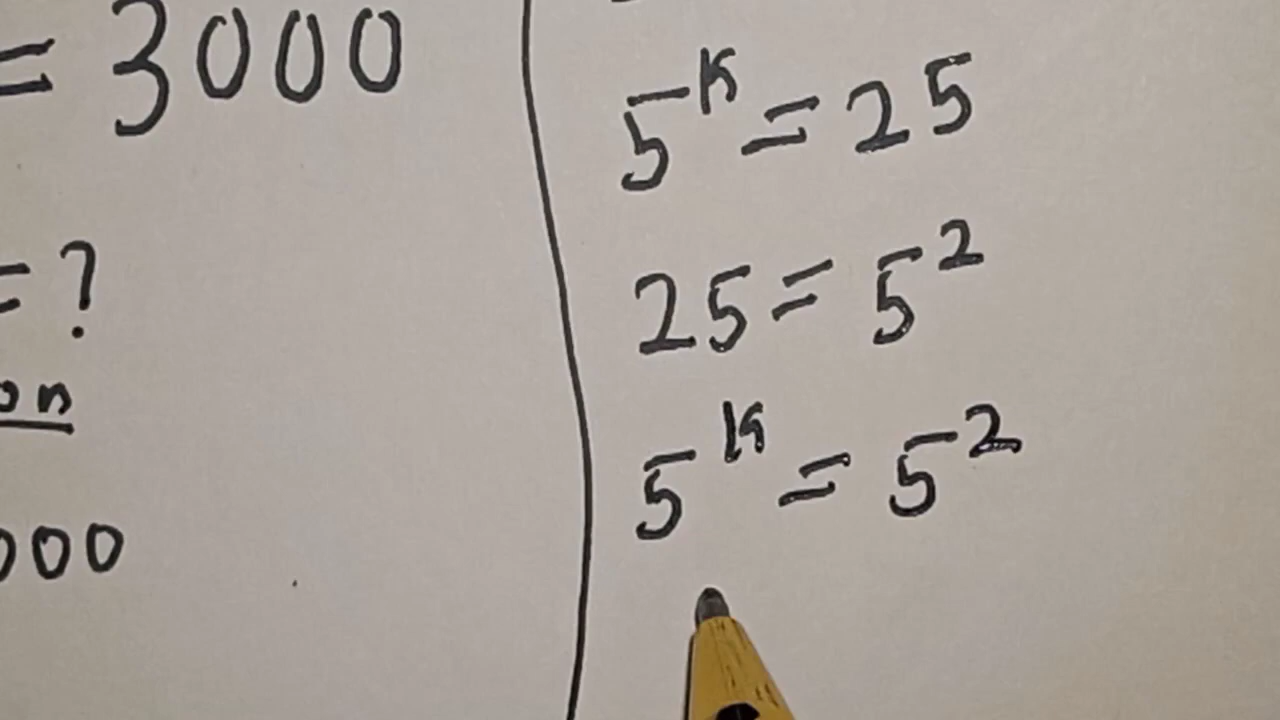 = 3000
= ?
on
000
5^k = 25
25 = 5^2
5^k = 5^2